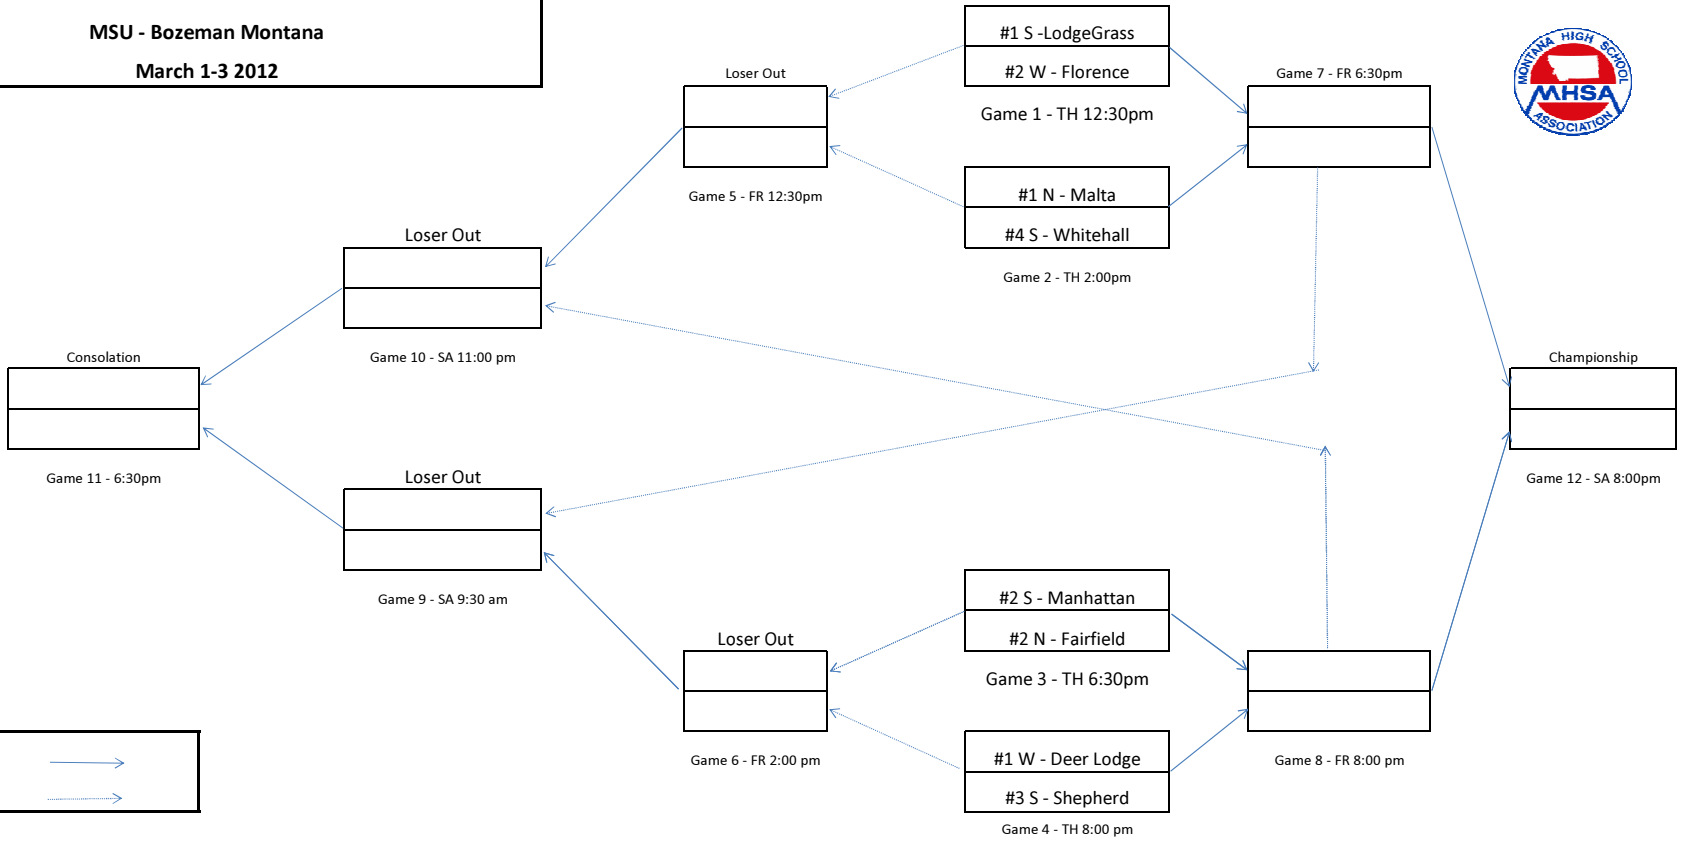 MSU - Bozeman Montana
March 1-3 2012
#1 S -LodgeGrass
#2 W - Florence
Game 1 - TH 12:30pm
Loser Out
Game 5 - FR 12:30pm
Game 7 - FR 6:30pm
MONTANA HIGH SCHOOL
MHSA
ASSOCIATION
#1 N - Malta
#4 S - Whitehall
Game 2 - TH 2:00pm
Loser Out
Game 10 - SA 11:00 pm
Consolation
Game 11 - 6:30pm
Championship
Game 12 - SA 8:00pm
Loser Out
Game 9 - SA 9:30 am
#2 S - Manhattan
#2 N - Fairfield
Game 3 - TH 6:30pm
Loser Out
Game 6 - FR 2:00 pm
#1 W - Deer Lodge
#3 S - Shepherd
Game 4 - TH 8:00 pm
Game 8 - FR 8:00 pm